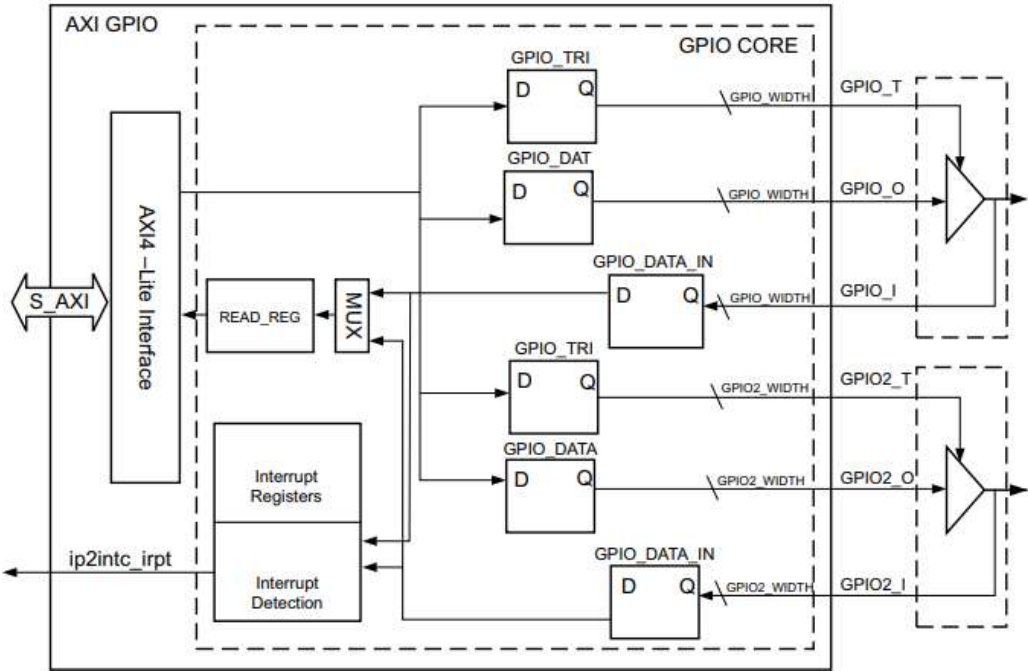 AXI GPIO
GPIO CORE
GPIO_TRI
D Q
GPIO_WIDTH
GPIO_T
GPIO_DAT
D Q
GPIO_WIDTH
GPIO_O
AXI4 –Lite Interface
S_AXI
READ_REG
MUX
GPIO_DATA_IN
D Q
GPIO_WIDTH
GPIO_I
GPIO_TRI
D Q
GPIO2_WIDTH
GPIO2_T
GPIO_DATA
D Q
GPIO2_WIDTH
GPIO2_O
Interrupt
Registers
ip2intc_irpt
Interrupt
Detection
GPIO_DATA_IN
D Q
GPIO2_WIDTH
GPIO2_I